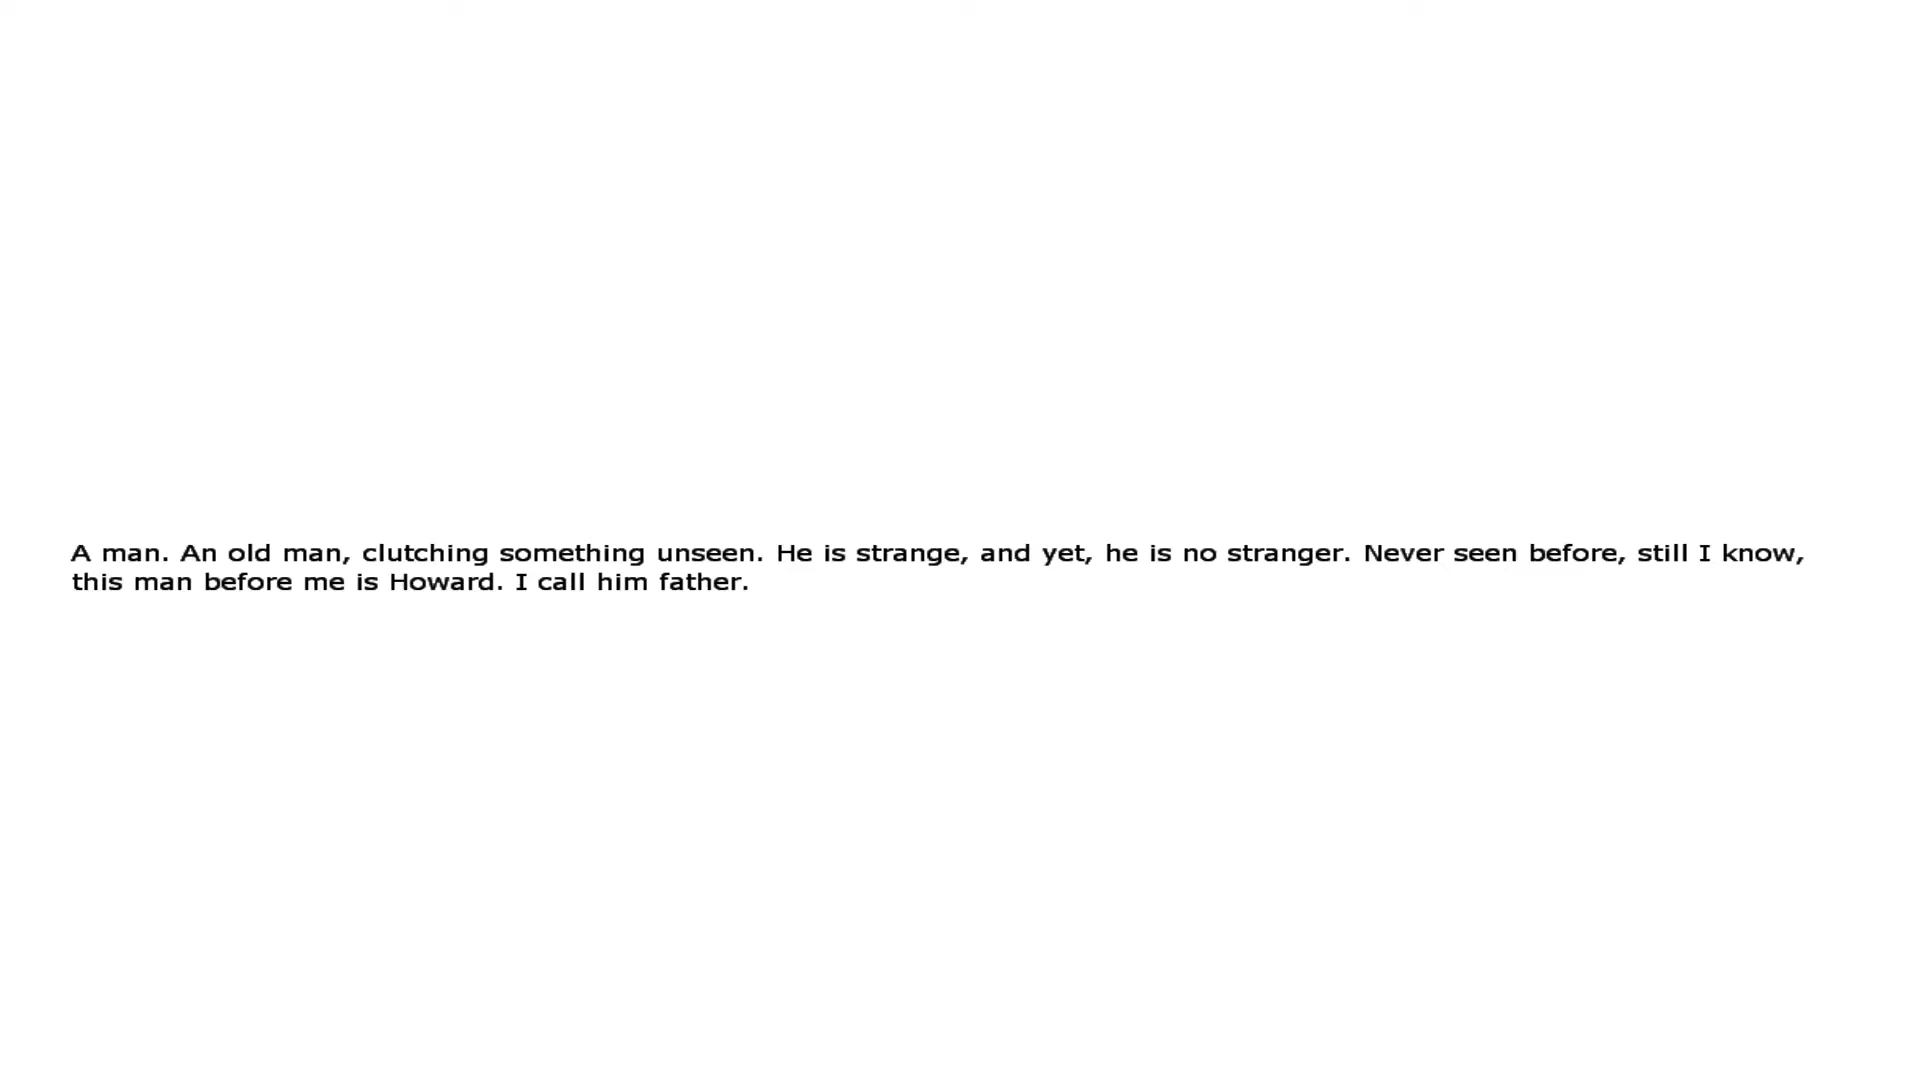 A man. An old man, clutching something unseen. He is strange, and yet, he is no stranger. Never seen before, still I know,
this man before me is Howard. I call him father.